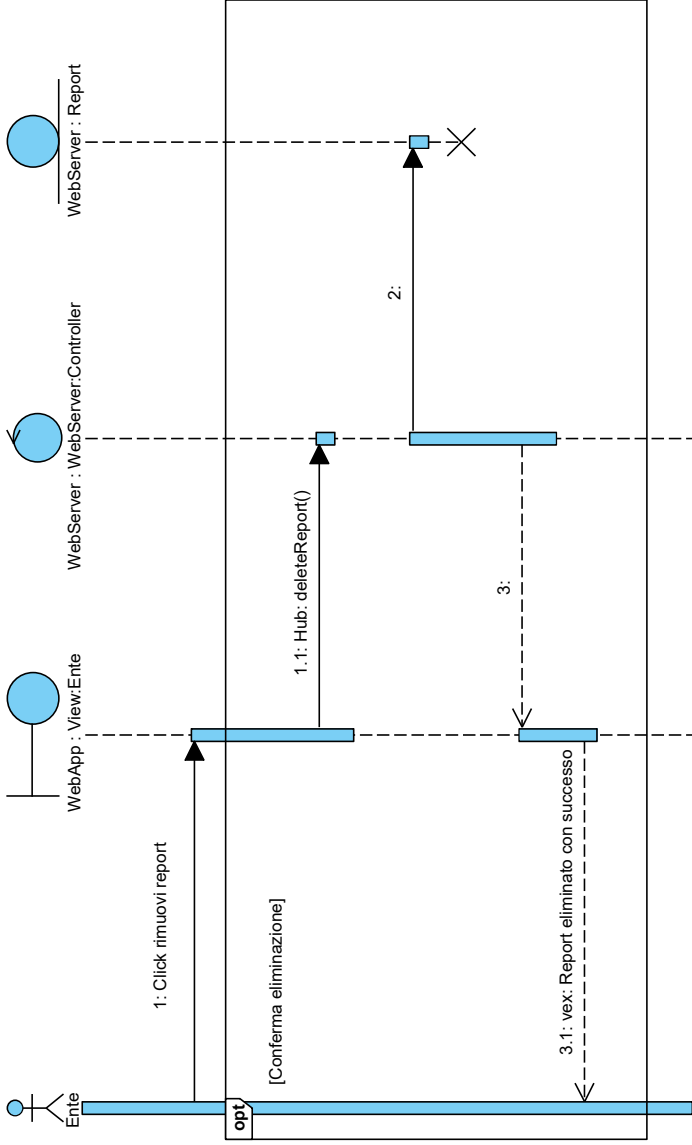 Ente
WebApp : View:Ente
WebServer : WebServer:Controller
WebServer : Report
1: Click rimuovi report
opt
[Conferma eliminazione]
1.1: Hub: deleteReport()
2:
3:
3.1: vex: Report eliminato con successo